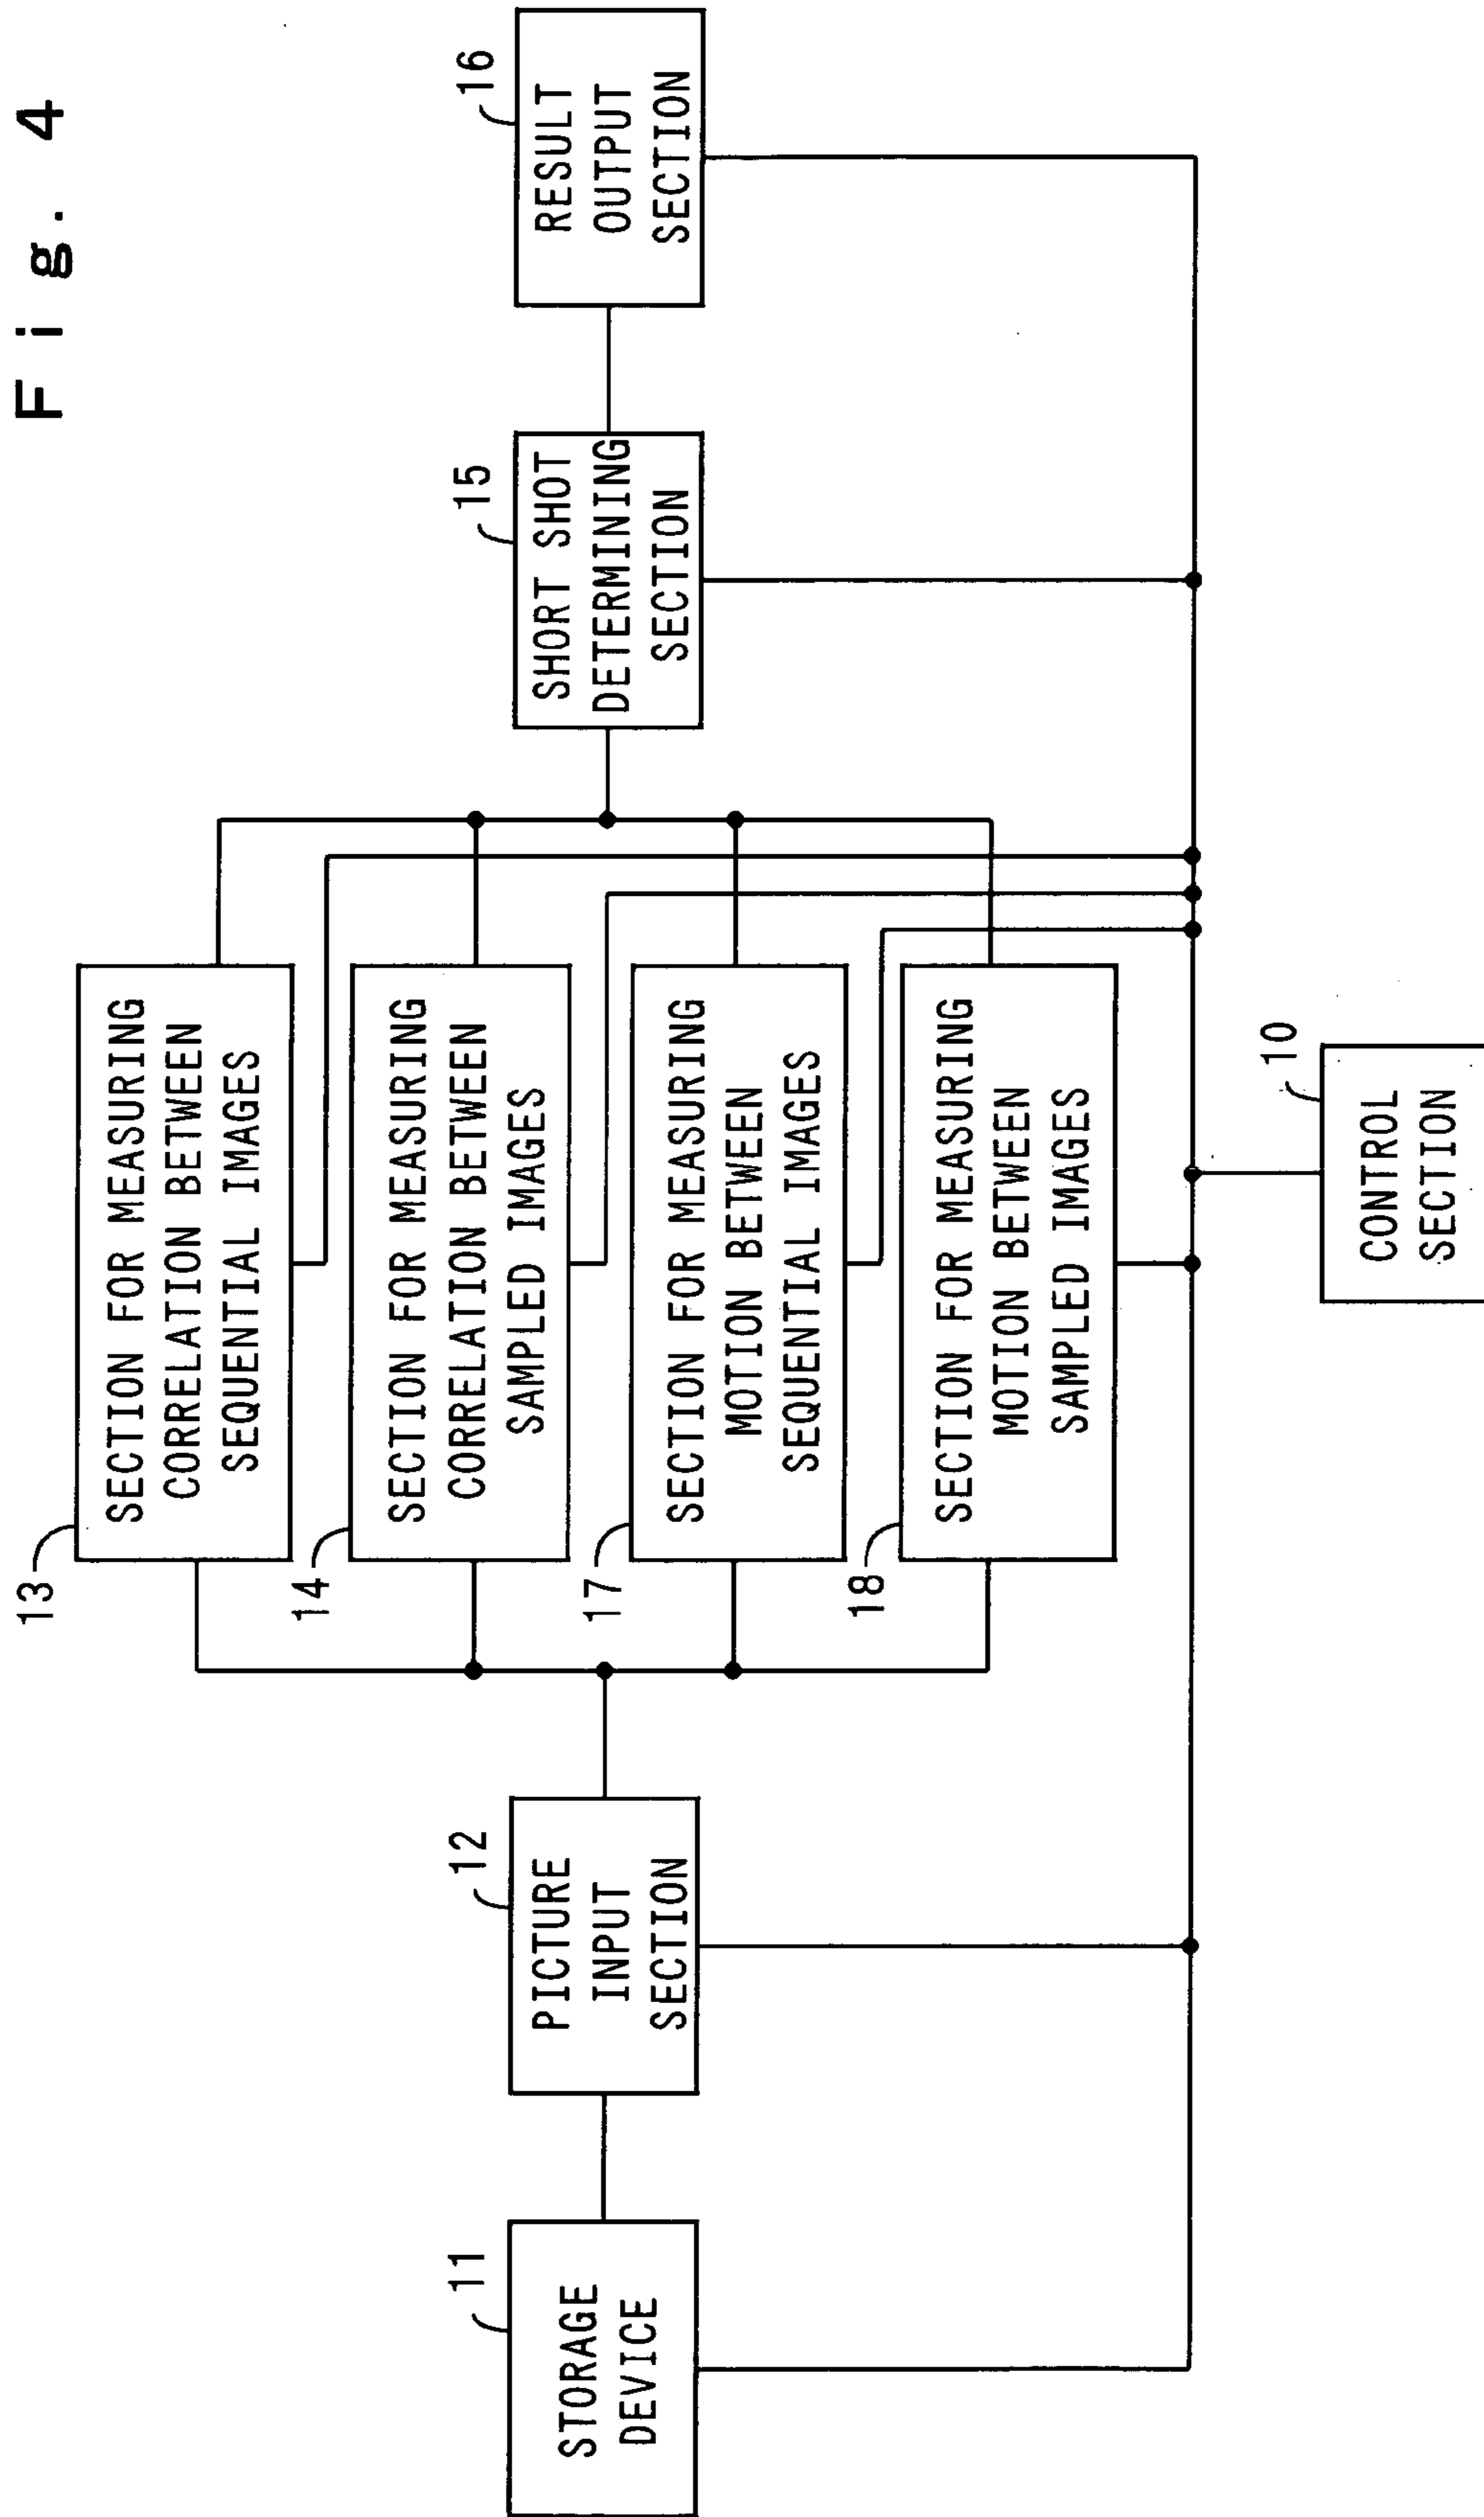 Fig. 4
11
STORAGE
DEVICE
12
PICTURE
INPUT
SECTION
13
SECTION FOR MEASURING
CORRELATION BETWEEN
SEQUENTIAL IMAGES
14
SECTION FOR MEASURING
CORRELATION BETWEEN
SAMPLED IMAGES
17
SECTION FOR MEASURING
MOTION BETWEEN
SEQUENTIAL IMAGES
18
SECTION FOR MEASURING
MOTION BETWEEN
SAMPLED IMAGES
15
SHORT SHOT
DETERMINING
SECTION
16
RESULT
OUTPUT
SECTION
10
CONTROL
SECTION